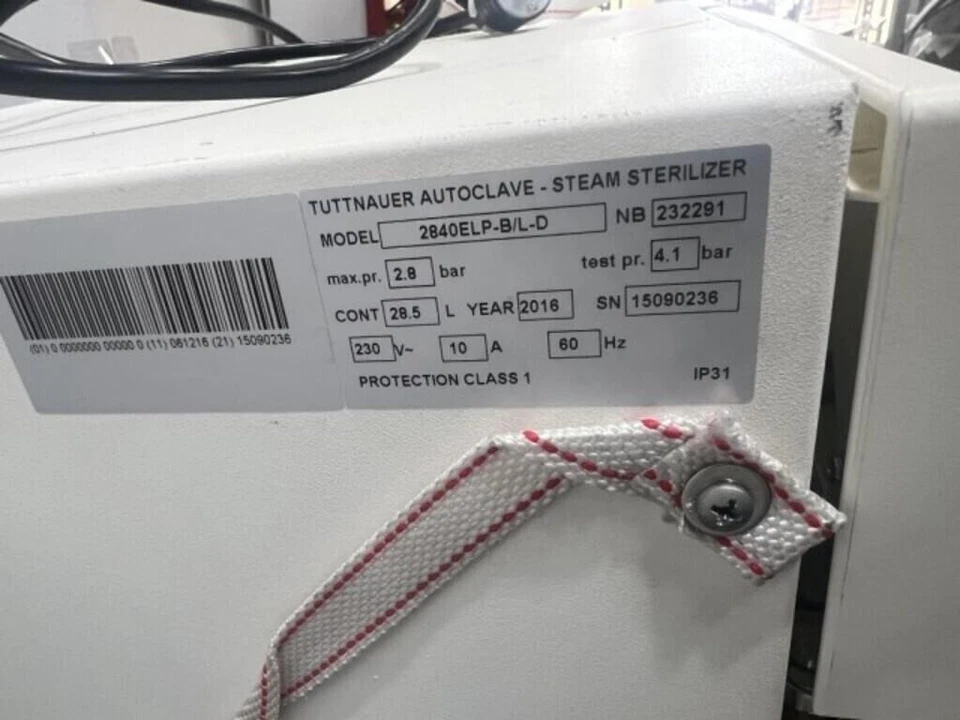 TUTTNAUER AUTOCLAVE - STEAM STERILIZER
MODEL 2840ELP-B/L-D NB 232291
max.pr. 2.8 bar test pr. 4.1 bar
CONT 28.5 L YEAR 2016 SN 15090236
230 V~ 10 A 60 Hz
PROTECTION CLASS 1 IP31
(01) 0 0000000 00000 0 (11) 061216 (21) 15090236